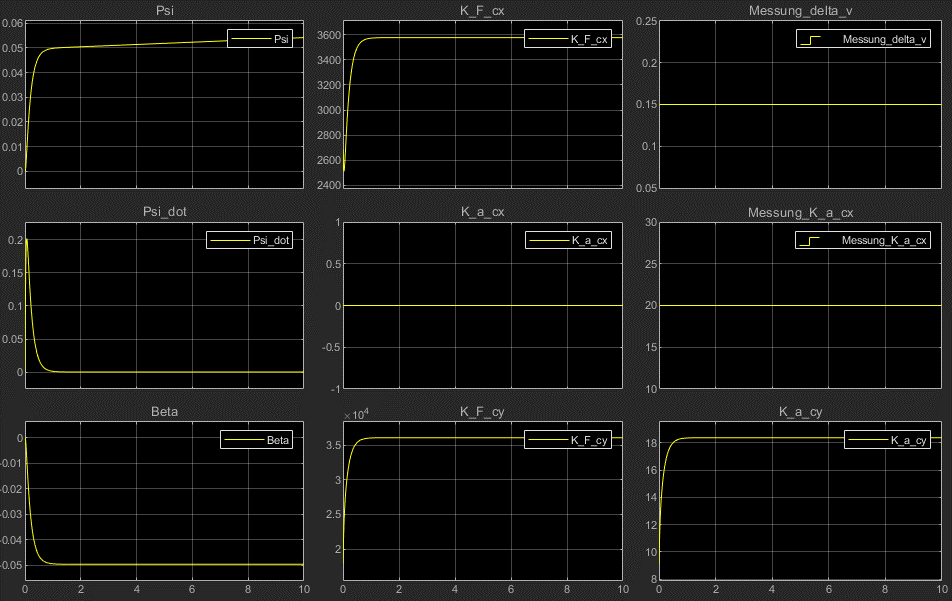 Psi
0.06
0.05
0.04
0.03
0.02
0.01
0
Psi
K_F_cx
3600
3400
3200
3000
2800
2600
2400
K_F_cx
Messung_delta_v
0.25
0.2
0.15
0.1
0.05
Messung_delta_v
Psi_dot
0.2
0.15
0.1
0.05
0
Psi_dot
K_a_cx
1
0.5
0
-0.5
-1
K_a_cx
Messung_K_a_cx
30
25
20
15
10
Messung_K_a_cx
Beta
0
-0.01
-0.02
-0.03
-0.04
-0.05
0 2 4 6 8 10
Beta
K_F_cy
×10^4
3.5
3
2.5
2
0 2 4 6 8 10
K_F_cy
K_a_cy
18
16
14
12
10
8
0 2 4 6 8 10
K_a_cy